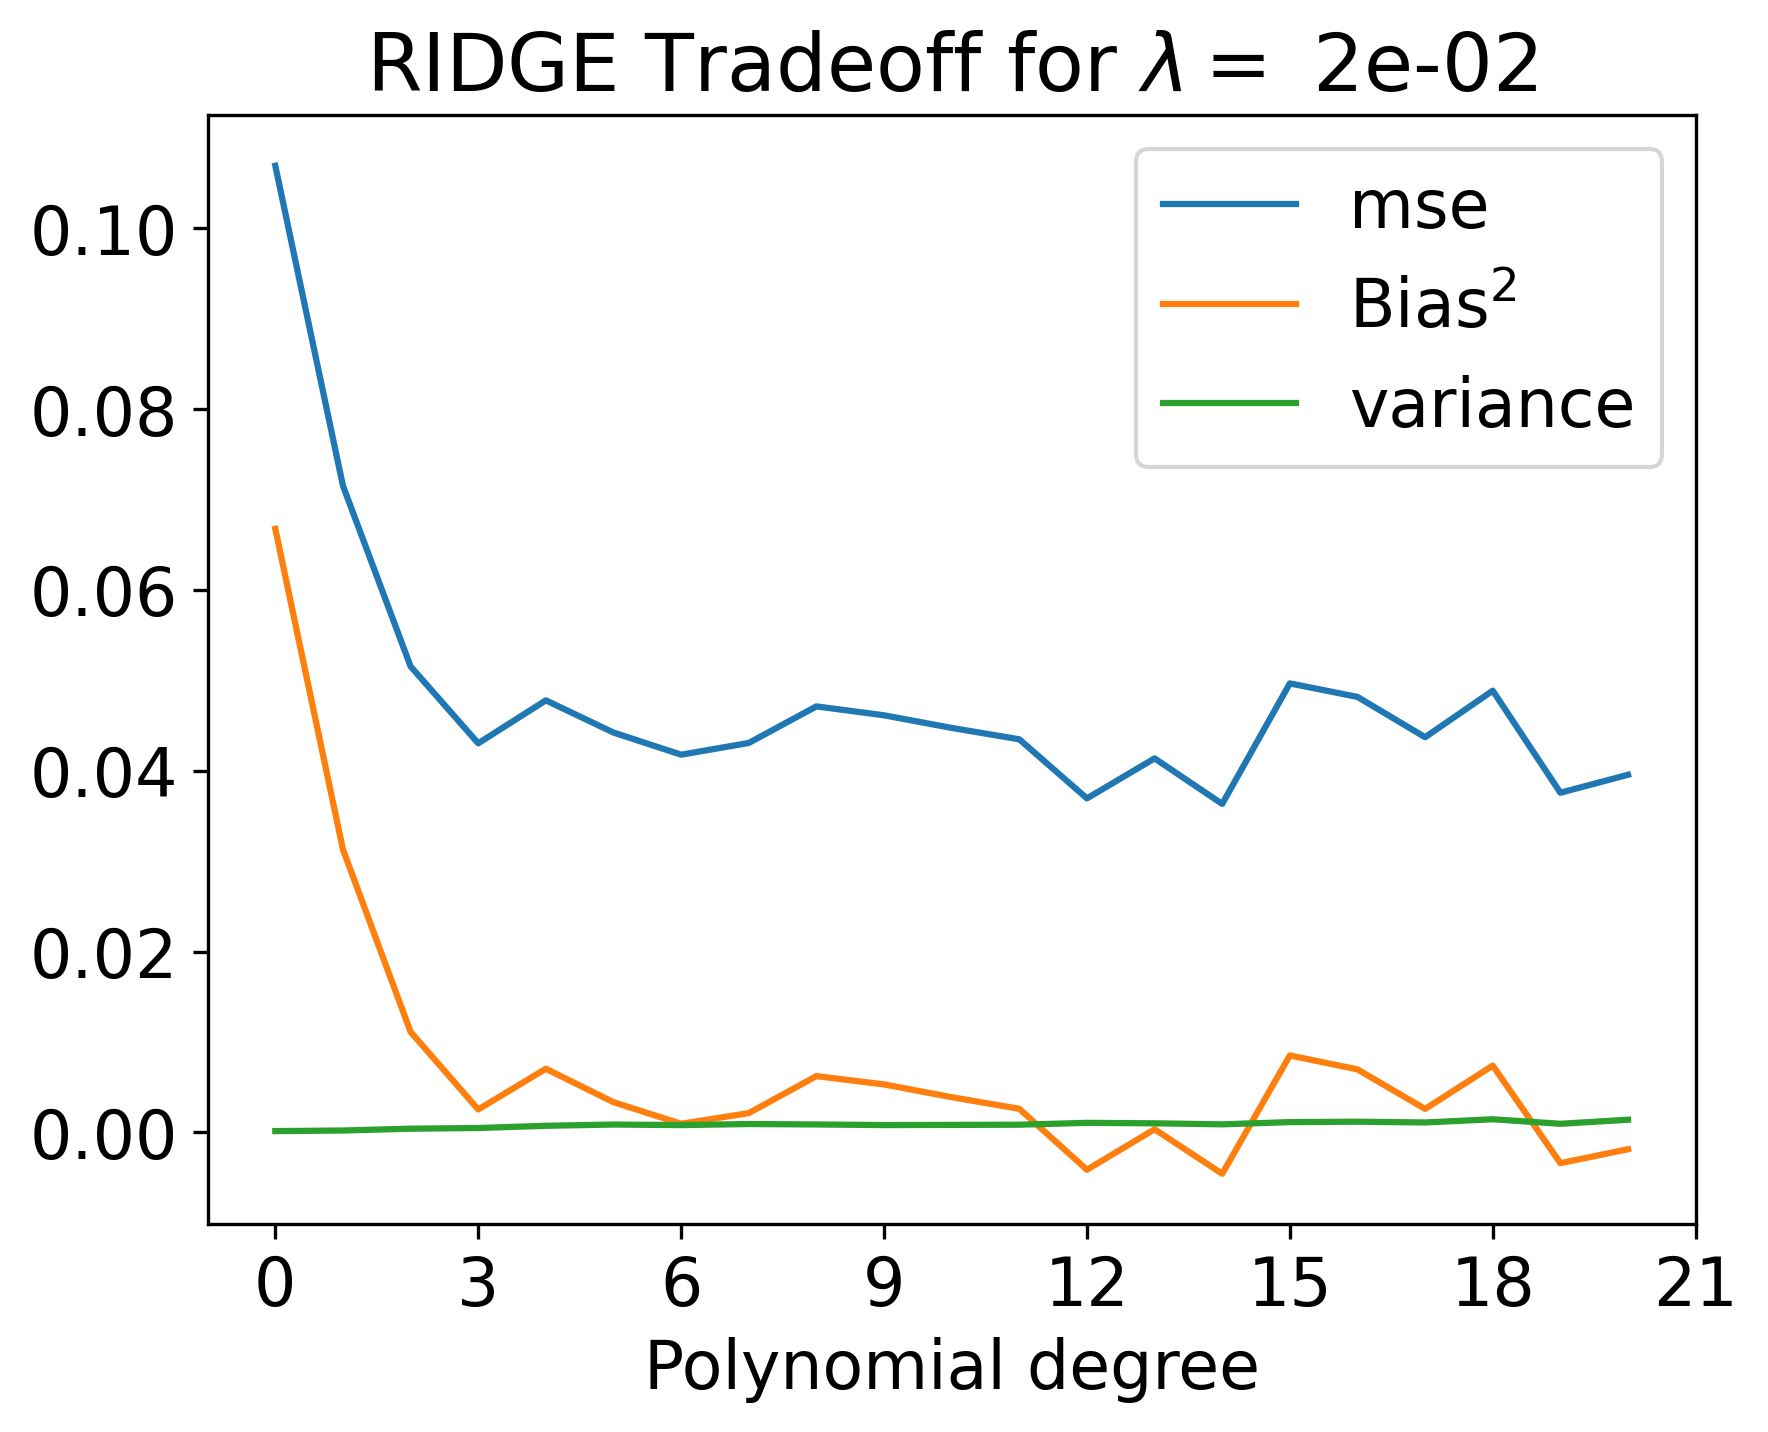 RIDGE Tradeoff for λ = 2e-02
mse
Bias²
variance
0.10
0.08
0.06
0.04
0.02
0.00
0 3 6 9 12 15 18 21
Polynomial degree